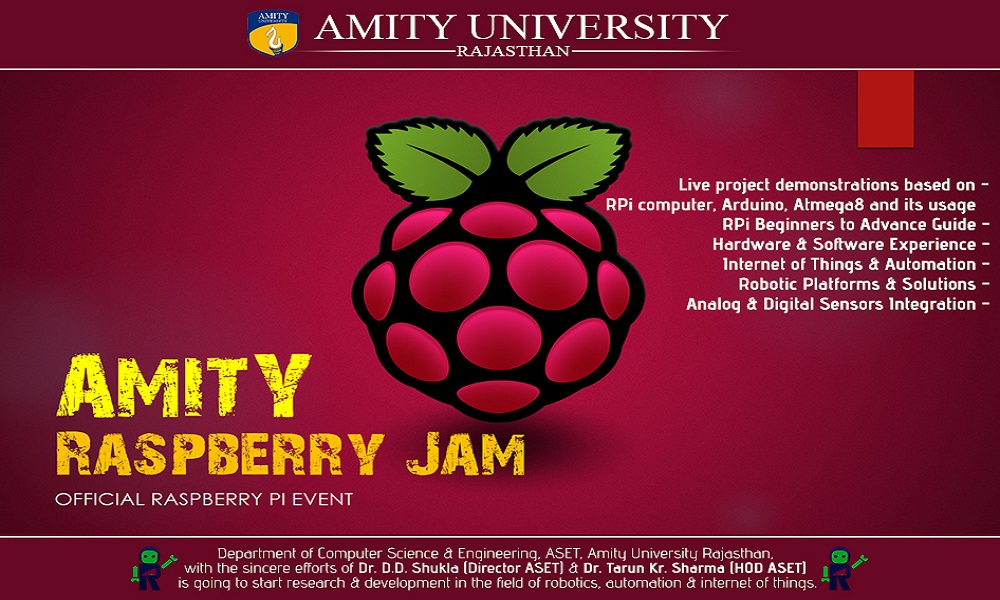 AMITY
UNIVERSITY
AMITY UNIVERSITY
RAJASTHAN
Live project demonstrations based on -
RPi computer, Arduino, Atmega8 and its usage
RPi Beginners to Advance Guide -
Hardware & Software Experience -
Internet of Things & Automation -
Robotic Platforms & Solutions -
Analog & Digital Sensors Integration -
AMITY
RASPBERRY JAM
OFFICIAL RASPBERRY PI EVENT
Department of Computer Science & Engineering, ASET, Amity University Rajasthan,
with the sincere efforts of Dr. D.D. Shukla (Director ASET) & Dr. Tarun Kr. Sharma (HOD ASET)
is going to start research & development in the field of robotics, automation & internet of things.